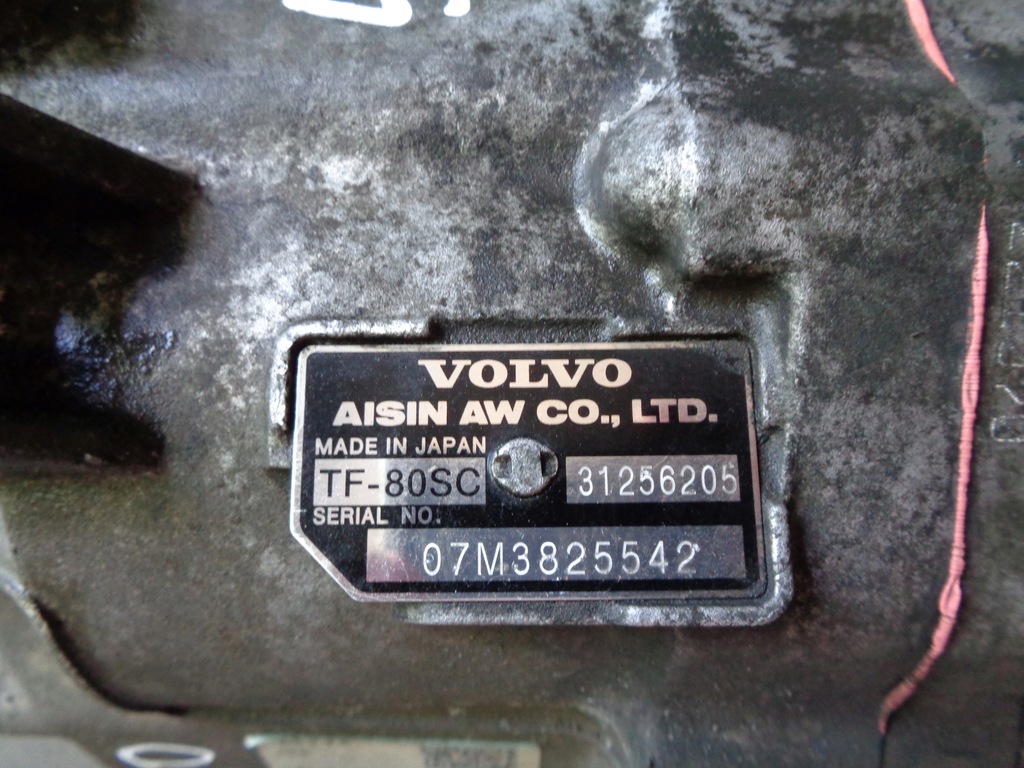 VOLVO
AISIN AW CO., LTD.
MADE IN JAPAN
TF-80SC 31256205
SERIAL NO.
07M3825542